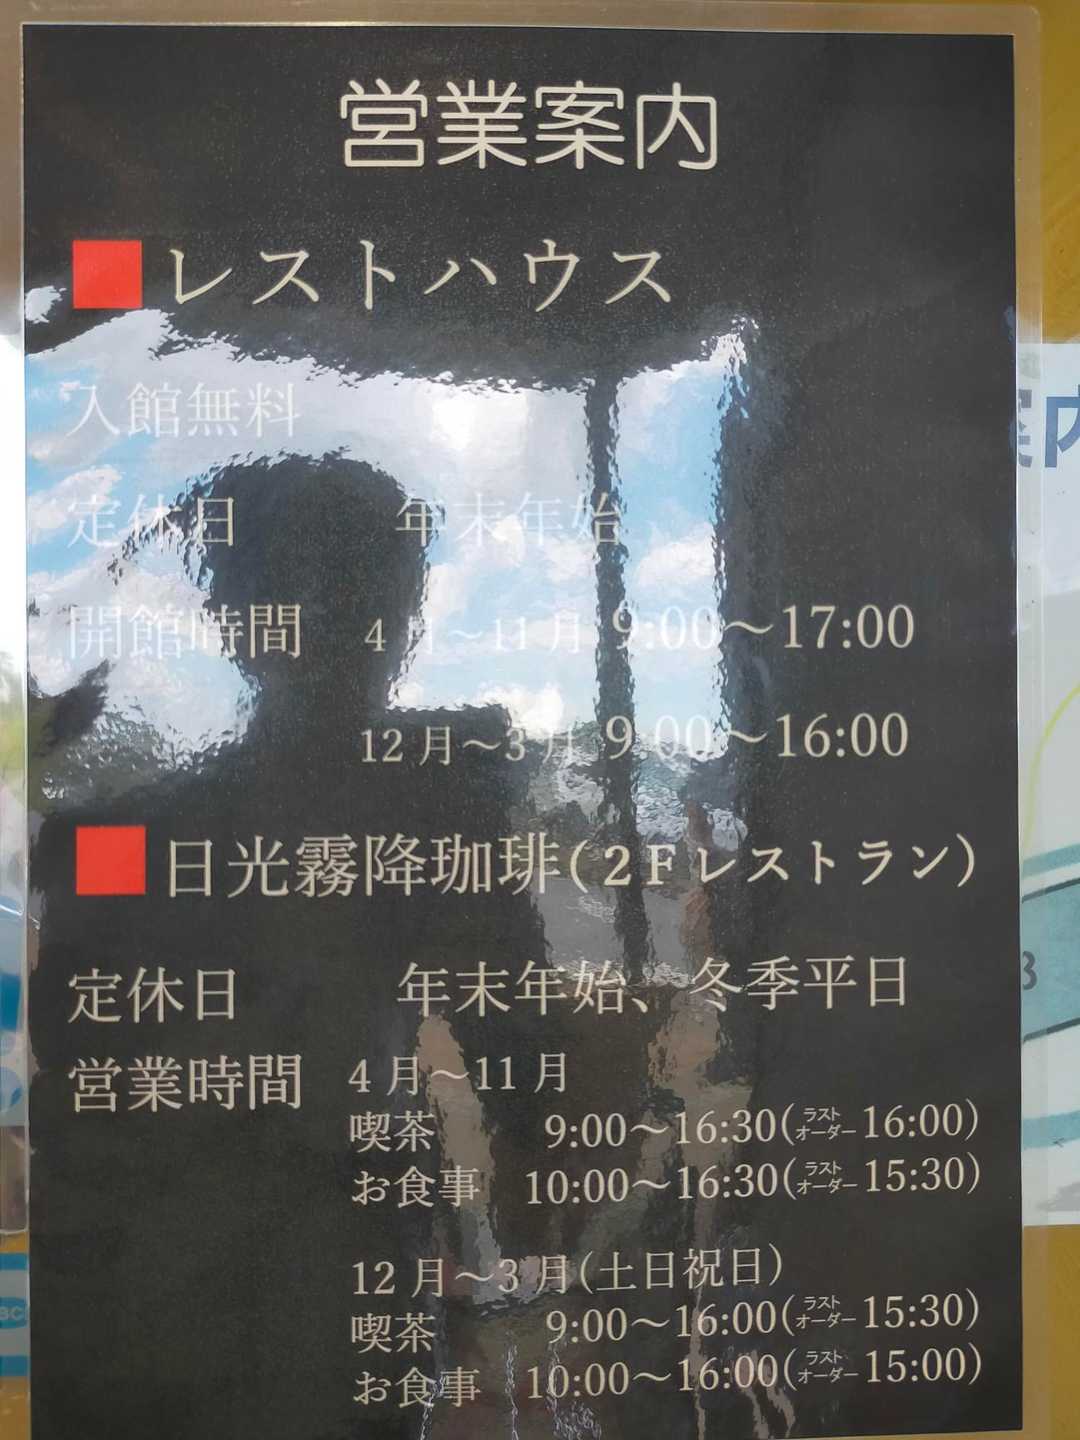 営業案内
■レストハウス
入館無料
定休日 年末年始
開館時間 4月〜11月 9:00〜17:00
12月〜3月 9:00〜16:00
■日光霧降珈琲(2Fレストラン)
定休日 年末年始、冬季平日
営業時間 4月〜11月
喫茶 9:00〜16:30(ラストオーダー16:00)
お食事 10:00〜16:30(ラストオーダー15:30)
12月〜3月(土日祝日)
喫茶 9:00〜16:00(ラストオーダー15:30)
お食事 10:00〜16:00(ラストオーダー15:00)
案内